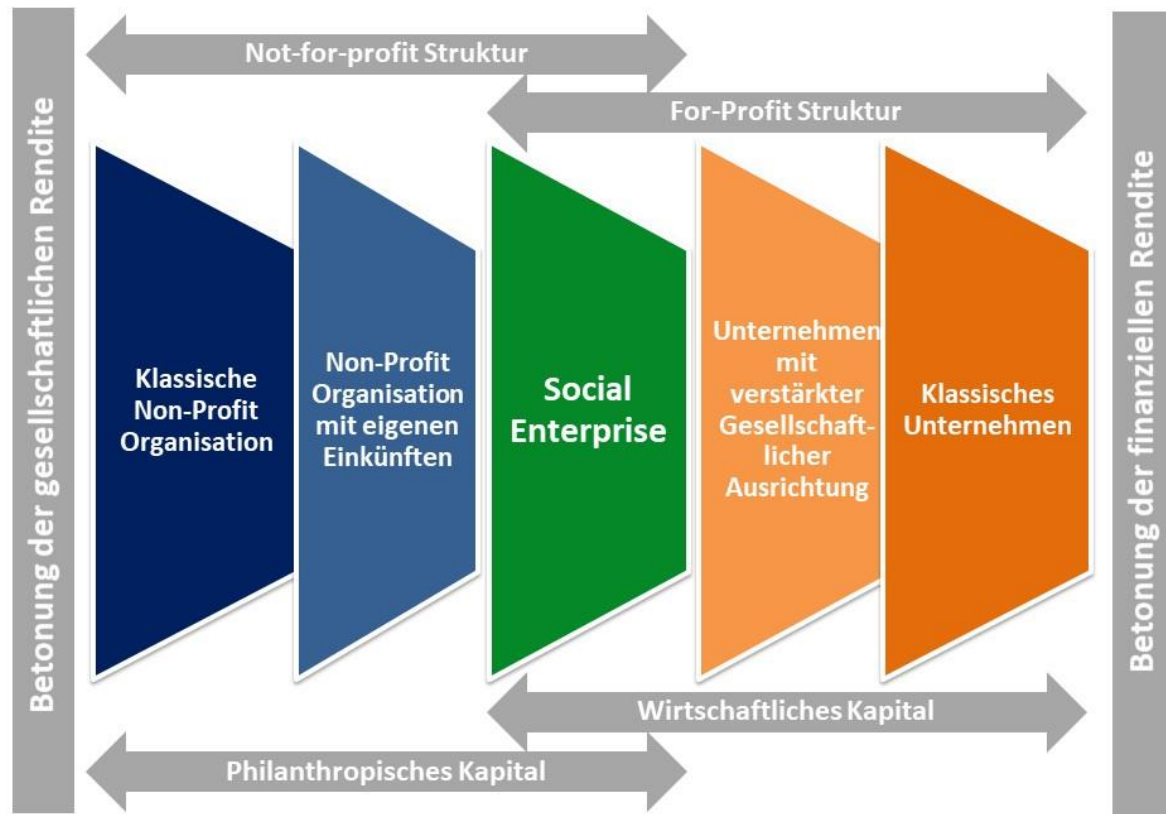 Betonung der gesellschaftlichen Rendite
Not-for-profit Struktur
For-Profit Struktur
Klassische
Non-Profit
Organisation
Non-Profit
Organisation
mit eigenen
Einkünften
Social
Enterprise
Unternehmen
mit
verstärkter
Gesellschaft-
licher
Ausrichtung
Klassisches
Unternehmen
Wirtschaftliches Kapital
Philanthropisches Kapital
Betonung der finanziellen Rendite